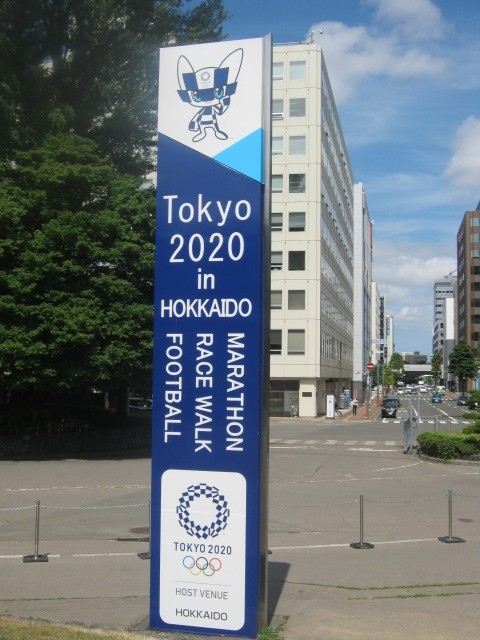 Tokyo
2020
in
HOKKAIDO
MARATHON
RACE WALK
FOOTBALL
TOKYO 2020
HOST VENUE
HOKKAIDO